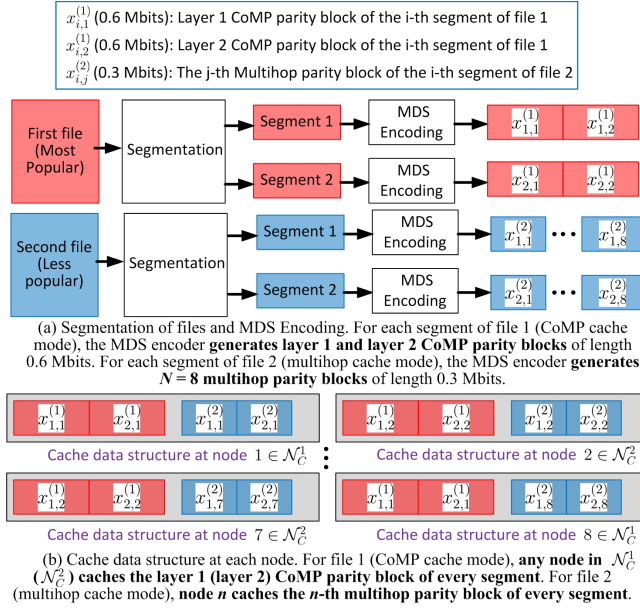 x_{i,1}^{(1)} (0.6 Mbits): Layer 1 CoMP parity block of the i-th segment of file 1
x_{i,2}^{(1)} (0.6 Mbits): Layer 2 CoMP parity block of the i-th segment of file 1
x_{i,j}^{(2)} (0.3 Mbits): The j-th Multihop parity block of the i-th segment of file 2
First file
(Most
Popular)
Segmentation
Segment 1
MDS
Encoding
x_{1,1}^{(1)} x_{1,2}^{(1)}
Segment 2
MDS
Encoding
x_{2,1}^{(1)} x_{2,2}^{(1)}
Second file
(Less
popular)
Segmentation
Segment 1
MDS
Encoding
x_{1,1}^{(2)} ••• x_{1,8}^{(2)}
Segment 2
MDS
Encoding
x_{2,1}^{(2)} ••• x_{2,8}^{(2)}
(a) Segmentation of files and MDS Encoding. For each segment of file 1 (CoMP cache
mode), the MDS encoder generates layer 1 and layer 2 CoMP parity blocks of length
0.6 Mbits. For each segment of file 2 (multihop cache mode), the MDS encoder generates
N = 8 multihop parity blocks of length 0.3 Mbits.
x_{1,1}^{(1)} x_{2,1}^{(1)} x_{1,1}^{(2)} x_{2,1}^{(2)}
Cache data structure at node 1 ∈ 𝒩_C^1
x_{1,2}^{(1)} x_{2,2}^{(1)} x_{1,2}^{(2)} x_{2,2}^{(2)}
Cache data structure at node 2 ∈ 𝒩_C^2
x_{1,2}^{(1)} x_{2,2}^{(1)} x_{1,7}^{(2)} x_{2,7}^{(2)}
Cache data structure at node 7 ∈ 𝒩_C^2
x_{1,1}^{(1)} x_{2,1}^{(1)} x_{1,8}^{(2)} x_{2,8}^{(2)}
Cache data structure at node 8 ∈ 𝒩_C^1
(b) Cache data structure at each node. For file 1 (CoMP cache mode), any node in 𝒩_C^1
(𝒩_C^2) caches the layer 1 (layer 2) CoMP parity block of every segment. For file 2
(multihop cache mode), node n caches the n-th multihop parity block of every segment.